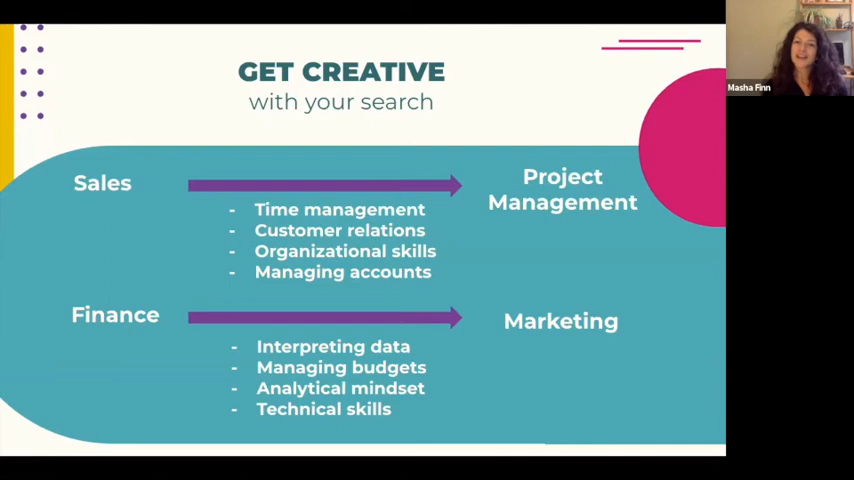 GET CREATIVE
with your search
Masha Finn
Sales
Project
Management
- Time management
- Customer relations
- Organizational skills
- Managing accounts
Finance
Marketing
- Interpreting data
- Managing budgets
- Analytical mindset
- Technical skills